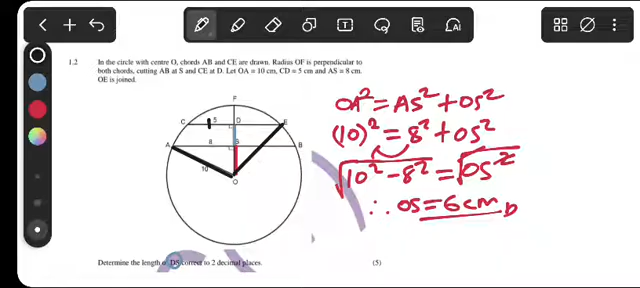 1.2 In the circle with centre O, chords AB and CE are drawn. Radius OF is perpendicular to
both chords, cutting AB at S and CE at D. Let OA = 10 cm, CD = 5 cm and AS = 8 cm.
OE is joined.
F
C 5 D E
A 8 S B
10
O
OA² = AS² + OS²
(10)² = 8² + OS²
√10² - 8² = √OS²
∴ OS = 6cm
Determine the length of DS correct to 2 decimal places. (5)
T
AI